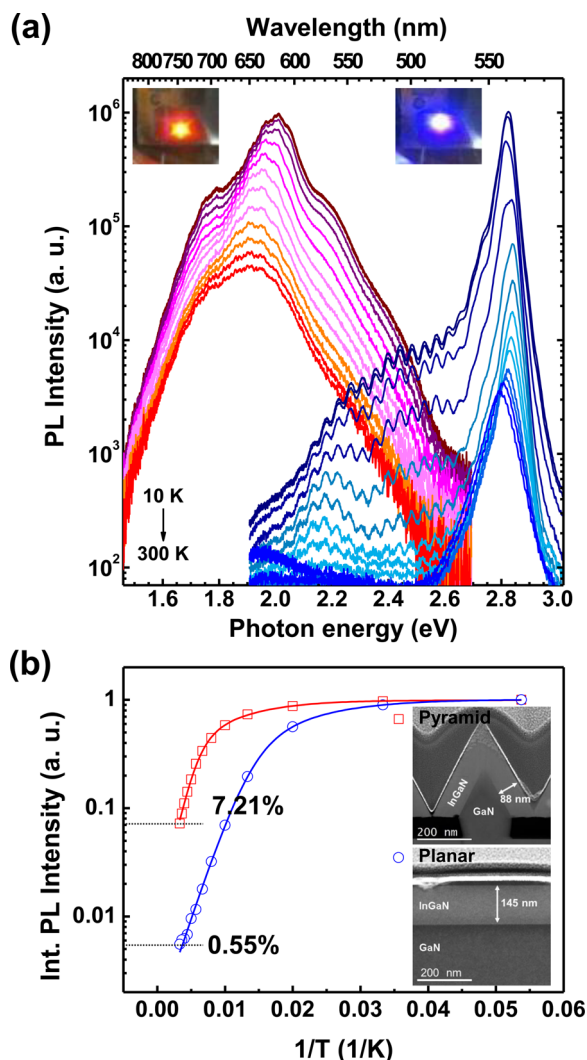 (a)
Wavelength (nm)
800 750 700 650 600 550 500 550
PL Intensity (a. u.)
10⁶
10⁵
10⁴
10³
10²
10 K
300 K
1.6 1.8 2.0 2.2 2.4 2.6 2.8 3.0
Photon energy (eV)
(b)
Int. PL Intensity (a. u.)
1
0.1
0.01
7.21%
0.55%
Pyramid
InGaN
GaN
88 nm
200 nm
Planar
InGaN
145 nm
GaN
200 nm
0.00 0.01 0.02 0.03 0.04 0.05 0.06
1/T (1/K)